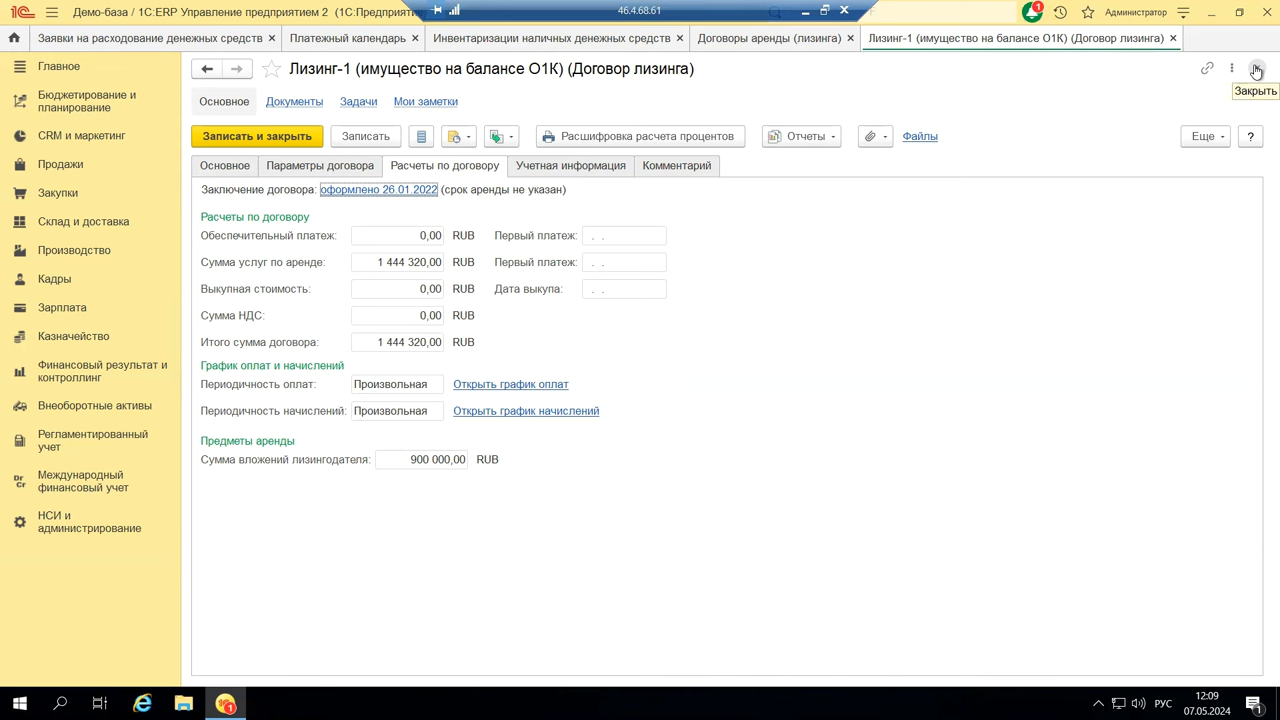 Демо-база / 1С:ERP Управление предприятием 2 (1С:Предприятие
46.4.68.61
Администратор
Заявки на расходование денежных средств
Платежный календарь
Инвентаризации наличных денежных средств
Договоры аренды (лизинга)
Лизинг-1 (имущество на балансе О1К) (Договор лизинга)
Главное
Бюджетирование и
планирование
CRM и маркетинг
Продажи
Закупки
Склад и доставка
Производство
Кадры
Зарплата
Казначейство
Финансовый результат и
контроллинг
Внеоборотные активы
Регламентированный
учет
Международный
финансовый учет
НСИ и
администрирование
Лизинг-1 (имущество на балансе О1К) (Договор лизинга)
Закрыть
Основное Документы Задачи Мои заметки
Записать и закрыть Записать Расшифровка расчета процентов Отчеты Файлы Еще ?
Основное Параметры договора Расчеты по договору Учетная информация Комментарий
Заключение договора: оформлено 26.01.2022 (срок аренды не указан)
Расчеты по договору
Обеспечительный платеж: 0,00 RUB Первый платеж: . .
Сумма услуг по аренде: 1 444 320,00 RUB Первый платеж: . .
Выкупная стоимость: 0,00 RUB Дата выкупа: . .
Сумма НДС: 0,00 RUB
Итого сумма договора: 1 444 320,00 RUB
График оплат и начислений
Периодичность оплат: Произвольная Открыть график оплат
Периодичность начислений: Произвольная Открыть график начислений
Предметы аренды
Сумма вложений лизингодателя: 900 000,00 RUB
РУС
12:09
07.05.2024